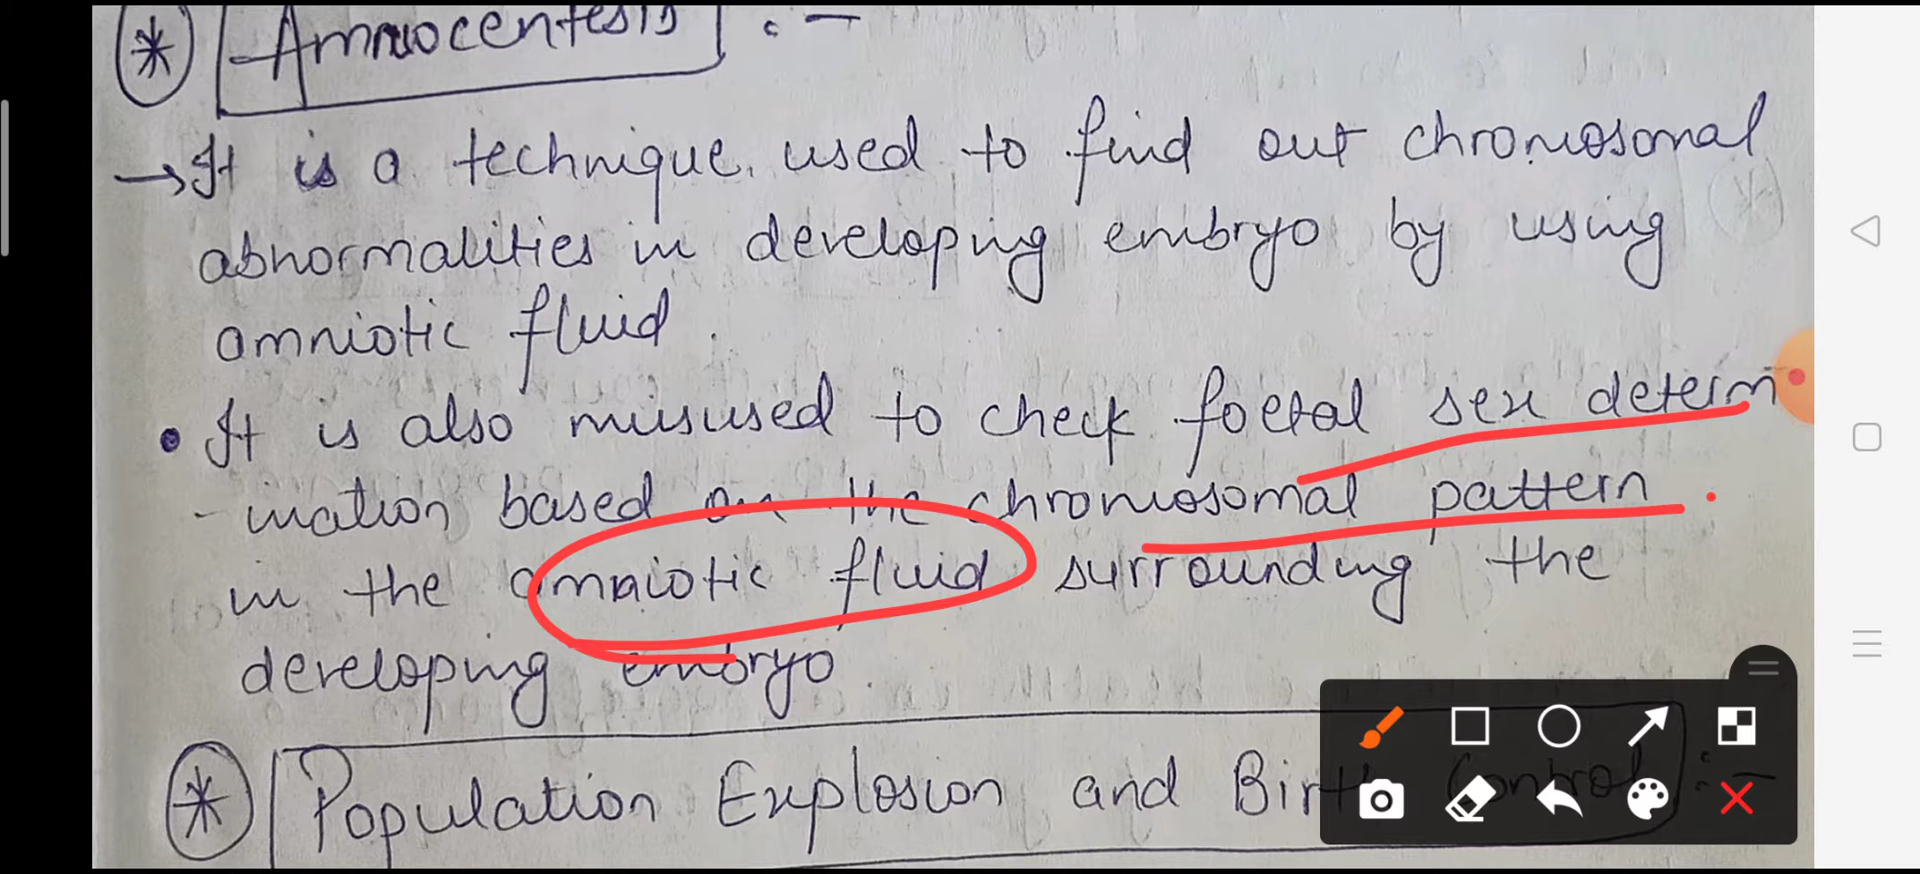 * Amniocentesis :-
→ It is a technique used to find out chromosomal
abnormalities in developing embryo by using
amniotic fluid.
• It is also misused to check foetal sex determ
-ination based on the chromosomal pattern
in the amniotic fluid surrounding the
developing embryo.
* Population Explosion and Birth Control :-